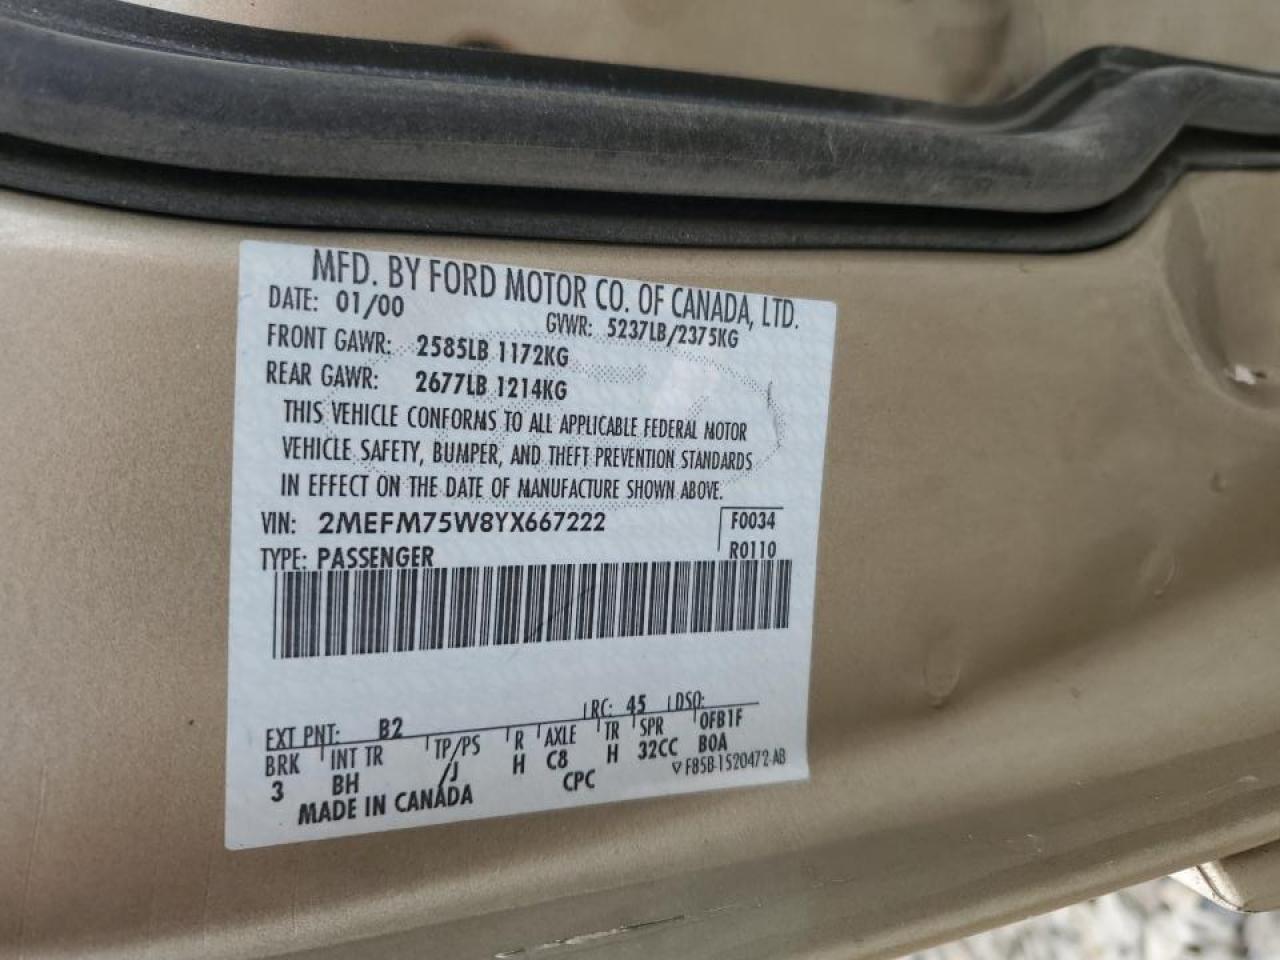 MFD. BY FORD MOTOR CO. OF CANADA, LTD.
DATE: 01/00
GVWR: 5237LB/2375KG
FRONT GAWR: 2585LB 1172KG
REAR GAWR: 2677LB 1214KG
THIS VEHICLE CONFORMS TO ALL APPLICABLE FEDERAL MOTOR
VEHICLE SAFETY, BUMPER, AND THEFT PREVENTION STANDARDS
IN EFFECT ON THE DATE OF MANUFACTURE SHOWN ABOVE.
VIN: 2MEFM75W8YX667222 F0034
TYPE: PASSENGER R0110
EXT PNT: B2 RC: 45 DSO:
BRK INT TR TP/PS R AXLE TR SPR OFB1F
3 BH /J H C8 H 32CC BOA
MADE IN CANADA CPC ▽ F85B-1520472-AB